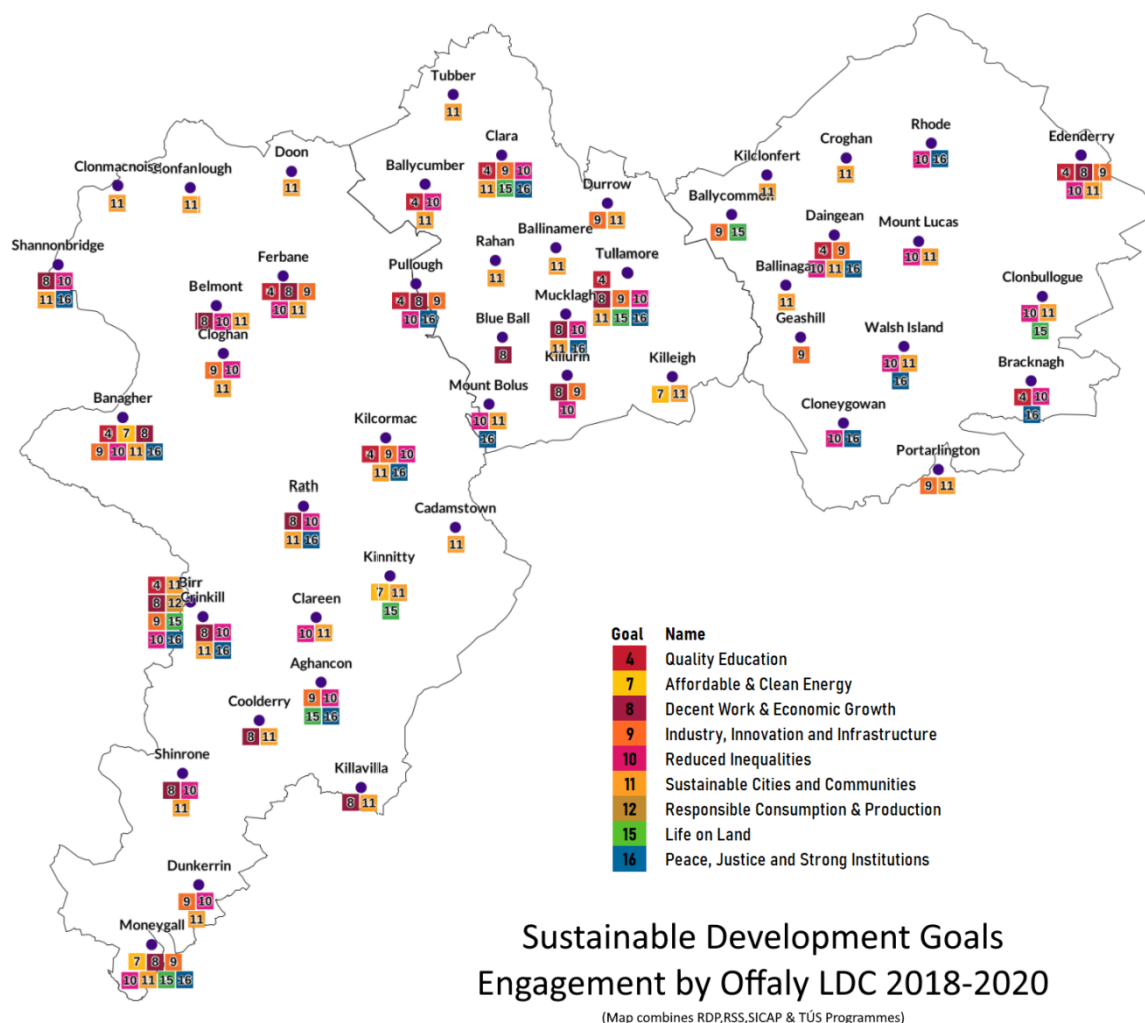 Tubber
11
Clara
4 9 10
11 15 16
Doon
11
Clonmacnoise
11
Clonfanlough
11
Ballycumber
4 10
11
Durrow
9 11
Kilclonfert
11
Croghan
11
Rhode
10 16
Edenderry
4 8 9
10 11
Ballycommon
9 15
Shannonbridge
8 10
11 16
Ferbane
4 8 9
10 11
Belmont
8 10 11
Cloghan
9 10
11
Pullough
4 8 9
10 16
Rahan
11
Ballinamere
11
Tullamore
4
8 9 10
11 15 16
Mucklagh
8 10
11 16
Blue Ball
8
Killurin
8 9
10
Killeigh
7 11
Mount Bolus
10 11
16
Daingean
4 9
10 11 16
Mount Lucas
10 11
Ballinagar
11
Geashill
9
Clonbullogue
10 11
15
Walsh Island
10 11
16
Bracknagh
4 10
16
Cloneygowan
10 16
Portarlington
9 11
Banagher
4 7 8
9 10 11 16
Kilcormac
4 9 10
11 16
Rath
8 10
11 16
Cadamstown
11
Kinnitty
7 11
15
Birr
4 11
8 12
9 15
10 16
Crinkill
8 10
11 16
Clareen
10 11
Aghancon
9 10
15 16
Coolderry
8 11
Shinrone
8 10
11
Killavilla
8 11
Dunkerrin
9 10
11
Moneygall
7 8 9
10 11 15 16
Goal Name
4 Quality Education
7 Affordable & Clean Energy
8 Decent Work & Economic Growth
9 Industry, Innovation and Infrastructure
10 Reduced Inequalities
11 Sustainable Cities and Communities
12 Responsible Consumption & Production
15 Life on Land
16 Peace, Justice and Strong Institutions
Sustainable Development Goals
Engagement by Offaly LDC 2018-2020
(Map combines RDP,RSS,SICAP & TÚS Programmes)